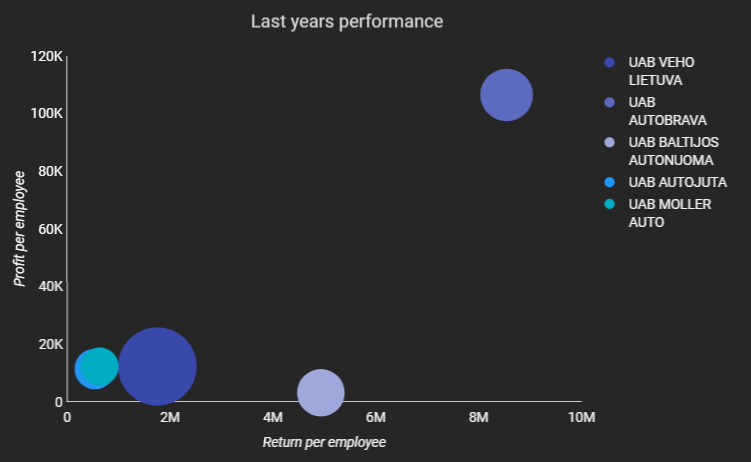 Last years performance
120K
100K
80K
60K
40K
20K
0
Profit per employee
0
2M
4M
6M
8M
10M
Return per employee
UAB VEHO
LIETUVA
UAB
AUTOBRAVA
UAB BALTIJOS
AUTONUOMA
UAB AUTOJUTA
UAB MOLLER
AUTO